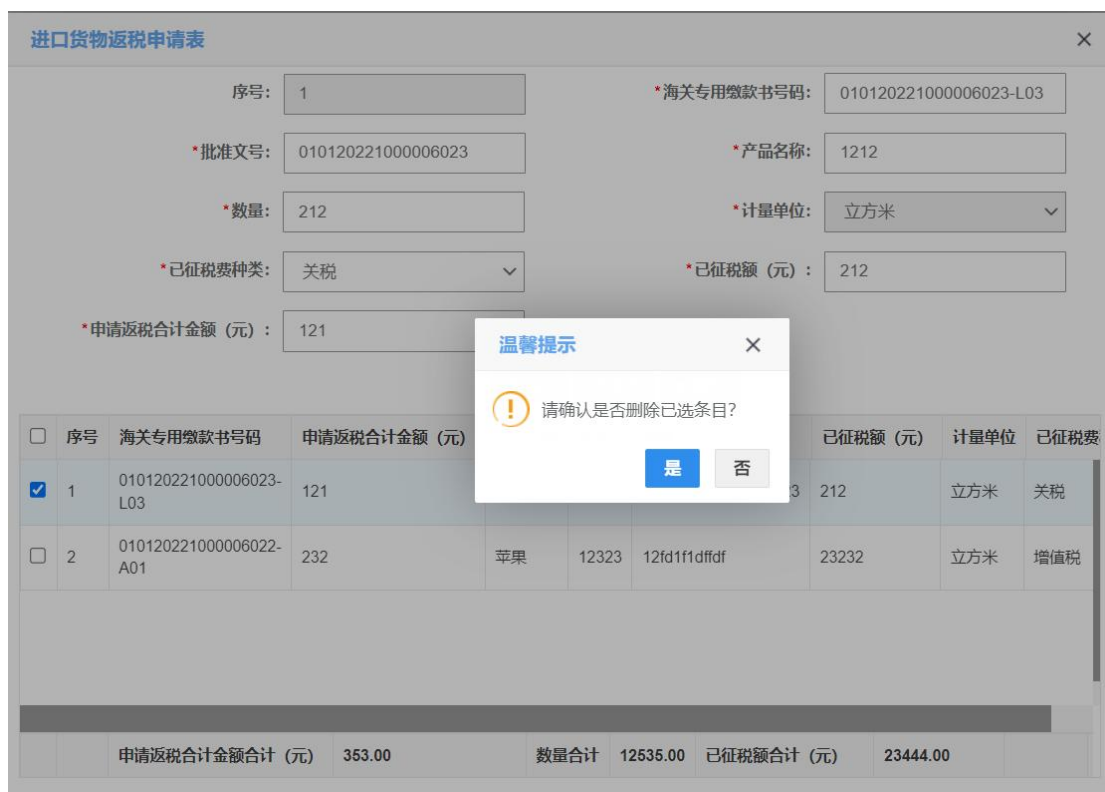 进口货物返税申请表
序号： 1
*海关专用缴款书号码： 010120221000006023-L03
*批准文号： 010120221000006023
*产品名称： 1212
*数量： 212
*计量单位： 立方米
*已征税费种类： 关税
*已征税额（元）： 212
*申请返税合计金额（元）： 121
温馨提示
请确认是否删除已选条目？
是 否
序号 海关专用缴款书号码 申请返税合计金额（元） 已征税额（元） 计量单位 已征税费
1 010120221000006023-L03 121 3 212 立方米 关税
2 010120221000006022-A01 232 苹果 12323 12fd1f1dffdf 23232 立方米 增值税
申请返税合计金额合计（元） 353.00 数量合计 12535.00 已征税额合计（元） 23444.00